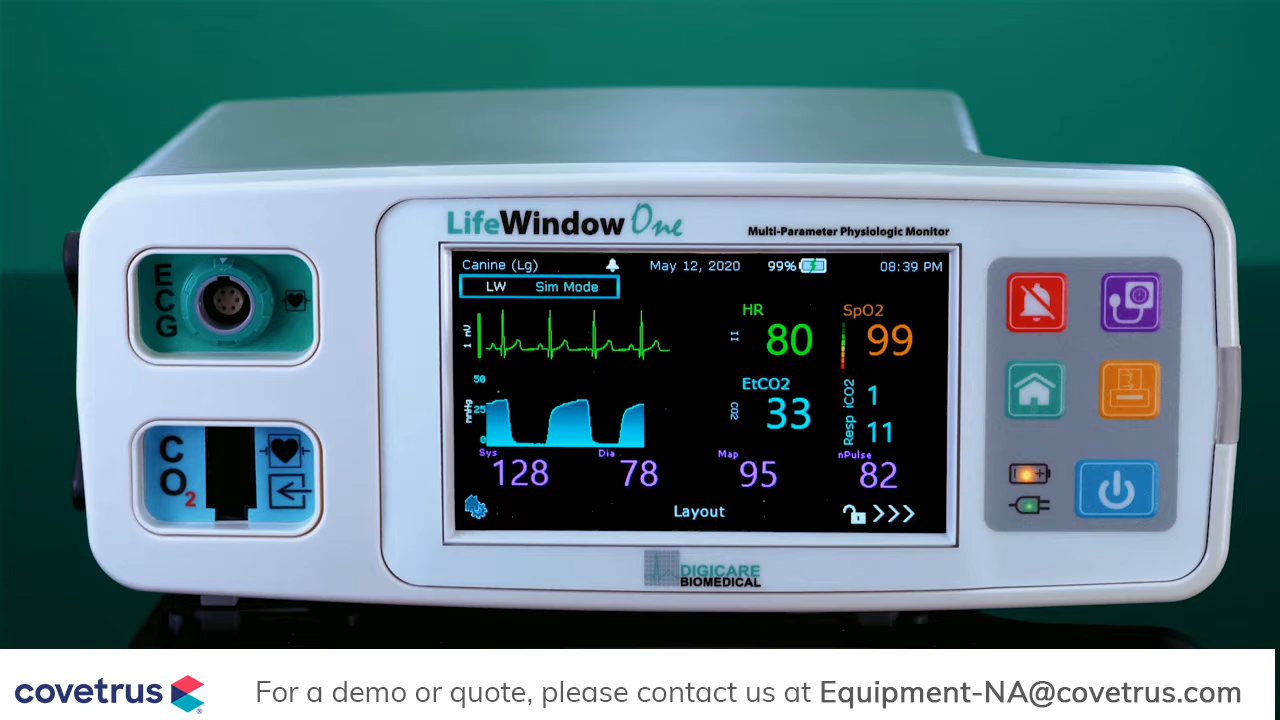 LifeWindow One
Multi-Parameter Physiologic Monitor
ECG
CO2
Canine (Lg) May 12, 2020 99% 08:39 PM
LW Sim Mode
1 mV
HR
II
80
SpO2
99
50
25
0
mmHg
EtCO2
CO2
33
iCO2 1
Resp 11
Sys 128
Dia 78
Map 95
nPulse 82
Layout >>>
DIGICARE
BIOMEDICAL
covetrus®
For a demo or quote, please contact us at Equipment-NA@covetrus.com